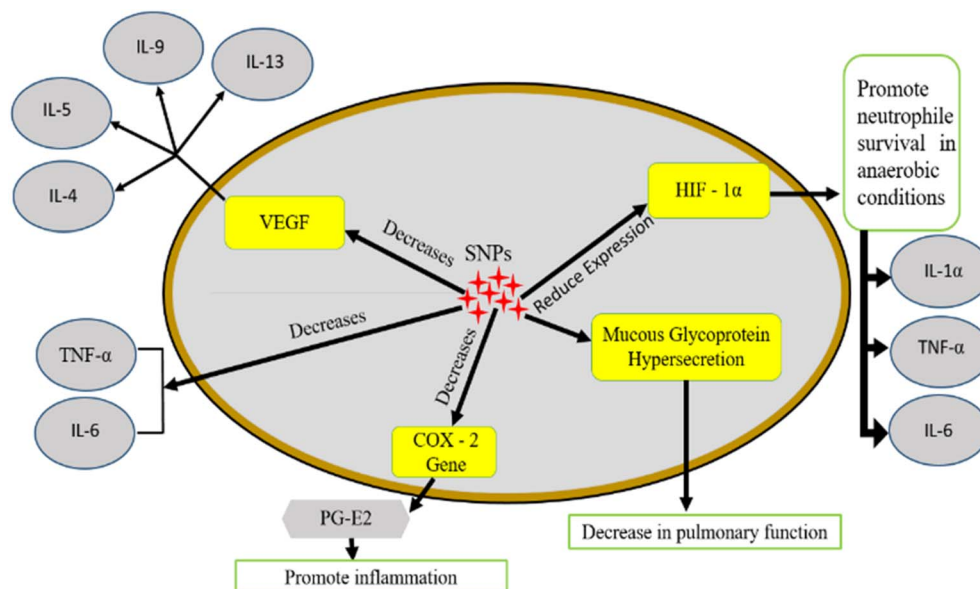 IL-9
IL-13
IL-5
IL-4
VEGF
Decreases
SNPs
HIF - 1α
Reduce Expression
Promote
neutrophile
survival in
anaerobic
conditions
IL-1α
TNF-α
IL-6
Mucous Glycoprotein
Hypersecretion
Decreases
TNF-α
IL-6
Decreases
COX - 2
Gene
PG-E2
Promote inflammation
Decrease in pulmonary function